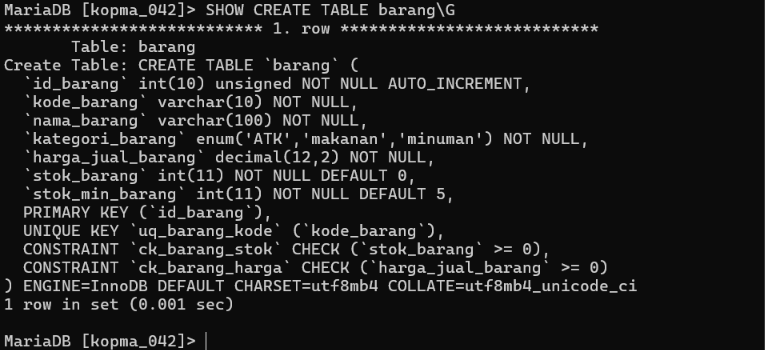 MariaDB [kopma_042]> SHOW CREATE TABLE barang\G
*************************** 1. row ***************************
       Table: barang
Create Table: CREATE TABLE `barang` (
  `id_barang` int(10) unsigned NOT NULL AUTO_INCREMENT,
  `kode_barang` varchar(10) NOT NULL,
  `nama_barang` varchar(100) NOT NULL,
  `kategori_barang` enum('ATK','makanan','minuman') NOT NULL,
  `harga_jual_barang` decimal(12,2) NOT NULL,
  `stok_barang` int(11) NOT NULL DEFAULT 0,
  `stok_min_barang` int(11) NOT NULL DEFAULT 5,
  PRIMARY KEY (`id_barang`),
  UNIQUE KEY `uq_barang_kode` (`kode_barang`),
  CONSTRAINT `ck_barang_stok` CHECK (`stok_barang` >= 0),
  CONSTRAINT `ck_barang_harga` CHECK (`harga_jual_barang` >= 0)
) ENGINE=InnoDB DEFAULT CHARSET=utf8mb4 COLLATE=utf8mb4_unicode_ci
1 row in set (0.001 sec)

MariaDB [kopma_042]>